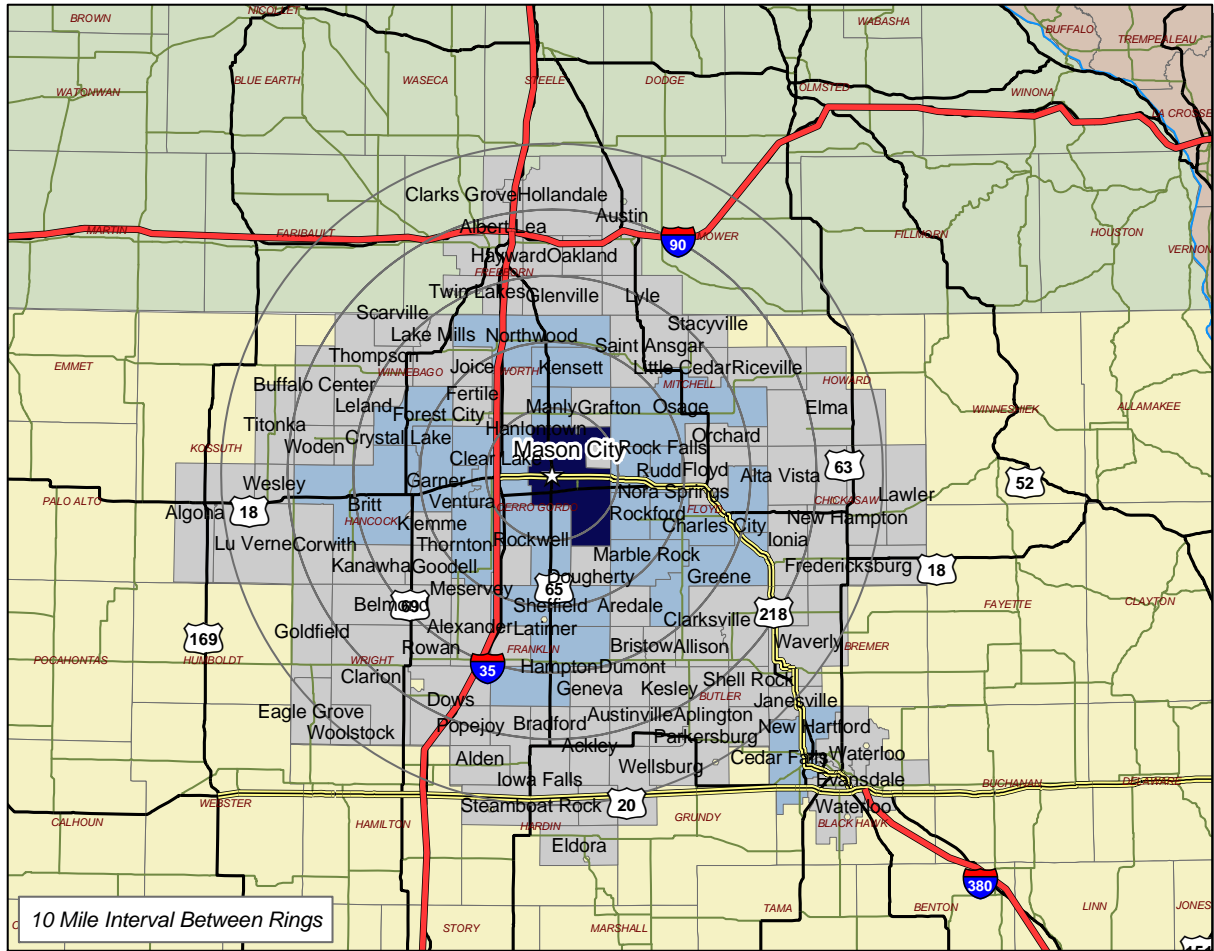 NICOLLET
BROWN
WABASHA
BUFFALO
TREMPEALEAU
WATONWAN
BLUE EARTH
WASECA
STEELE
DODGE
OLMSTED
WINONA
LA CROSSE
Clarks Grove Hollandale
Austin
Albert Lea
MARTIN
FARIBAULT
90
MOWER
FILLMORN
HOUSTON
VERNO
Hayward Oakland
FREEBORN
Twin Lakes Glenville Lyle
Scarville
Stacyville
Lake Mills Northwood
Saint Ansgar
Thompson
EMMET
WINNEBAGO
Joice
WORTH
Kensett
Little Cedar Riceville
MITCHELL
HOWARD
Buffalo Center
Fertile
Leland
Forest City
Manly Grafton
Osage
Elma
WINNESHIEK
ALLAMAKEE
Titonka
Hanlontown
Orchard
Crystal Lake
KOSSUTH
Woden
Mason City
Rock Falls
Clear Lake
Rudd Floyd
Alta Vista
63
52
Wesley
Garner
Nora Springs
PALO ALTO
Britt
Ventura
CERRO GORDO
CHICKASAW
Lawler
Algona
18
HANCOCK
Klemme
Rockford
FLOYD
Charles City
New Hampton
Lu Verne Corwith
Thornton
Rockwell
Ionia
Kanawha Goodell
Marble Rock
Fredericksburg
18
Dougherty
Greene
Meservey
65
Belmond
69
Sheffield Aredale
FAYETTE
CLAYTON
Clarksville
218
169
Goldfield
Alexander
Latimer
Waverly
Rowan
FRANKLIN
Bristow Allison
BREMER
POCAHONTAS
HUMBOLDT
WRIGHT
35
Hampton Dumont
Clarion
Shell Rock
Geneva Kesley
BUTLER
Janesville
Dows
Eagle Grove
Popejoy Bradford
Austinville Aplington
New Hartford
Woolstock
Parkersburg
Ackley
Cedar Falls
Waterloo
Alden
Wellsburg
Evansdale
Iowa Falls
BUCHANAN
DELAWARE
WEBSTER
Steamboat Rock
20
Waterloo
CALHOUN
HAMILTON
HARDIN
GRUNDY
BLACK HAWK
Eldora
380
10 Mile Interval Between Rings
STORY
MARSHALL
TAMA
BENTON
LINN
JONES